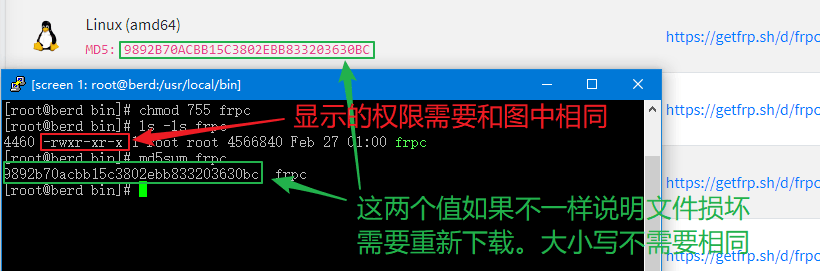 Linux (amd64)
MD5: 9892B70ACBB15C3802EBB833203630BC
https://getfrp.sh/d/frpc
[screen 1: root@berd:/usr/local/bin]
https://getfrp.sh/d/frpc
[root@berd bin]# chmod 755 frpc
[root@berd bin]# ls -ls frpc
4460 -rwxr-xr-x 1 root root 4566840 Feb 27 01:00 frpc
[root@berd bin]# md5sum frpc
9892b70acbb15c3802ebb833203630bc  frpc
[root@berd bin]#
显示的权限需要和图中相同
https://getfrp.sh/d/frpc
这两个值如果不一样说明文件损坏
需要重新下载。大小写不需要相同
https://getfrp.sh/d/frpc